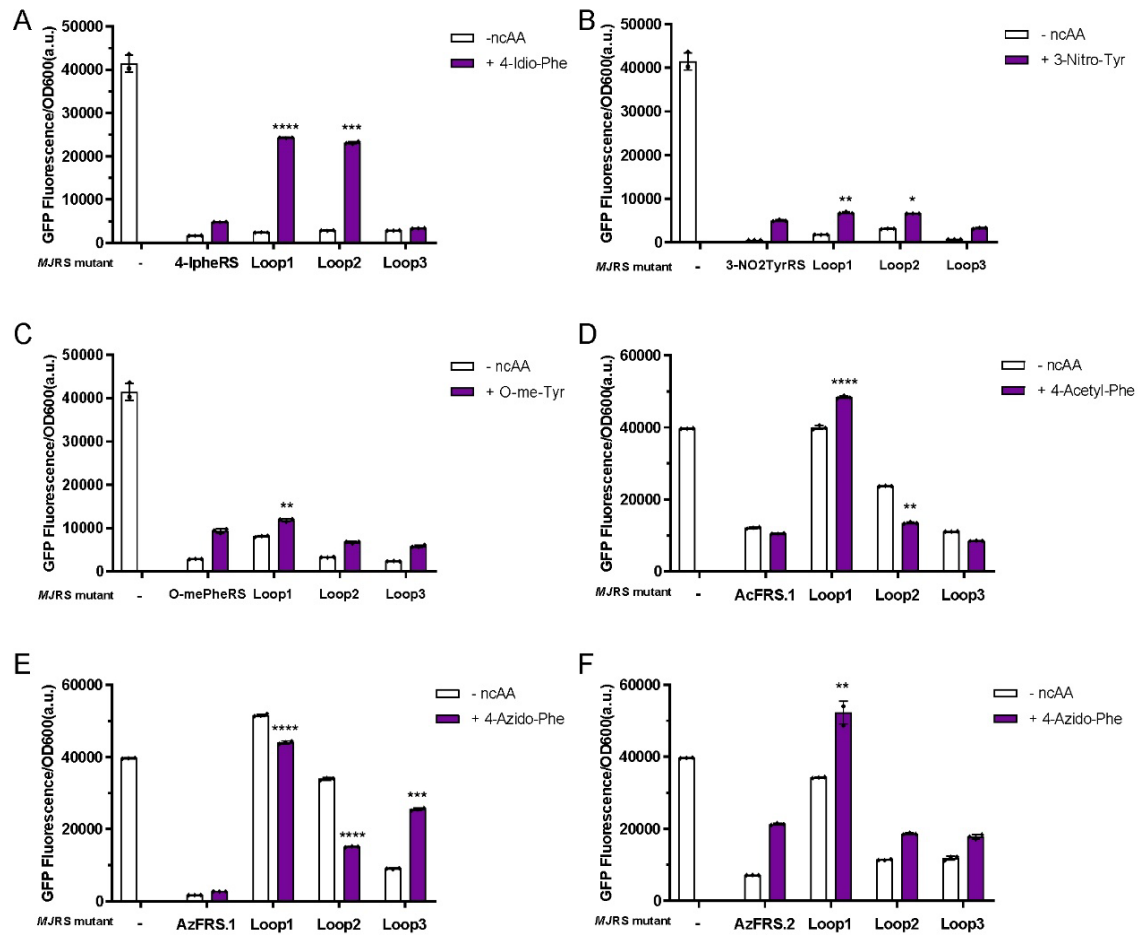 A
GFP Fluorescence/OD600(a.u.)
50000
40000
30000
20000
10000
0
-ncAA
+ 4-Idio-Phe
****
***
MJRS mutant - 4-IpheRS Loop1 Loop2 Loop3
B
GFP Fluorescence/OD600(a.u.)
50000
40000
30000
20000
10000
0
- ncAA
+ 3-Nitro-Tyr
**
*
MJRS mutant - 3-NO2TyrRS Loop1 Loop2 Loop3
C
GFP Fluorescence/OD600(a.u.)
50000
40000
30000
20000
10000
0
- ncAA
+ O-me-Tyr
**
MJRS mutant - O-mePheRS Loop1 Loop2 Loop3
D
GFP Fluorescence/OD600(a.u.)
60000
40000
20000
0
- ncAA
+ 4-Acetyl-Phe
****
**
MJRS mutant - AcFRS.1 Loop1 Loop2 Loop3
E
GFP Fluorescence/OD600(a.u.)
60000
40000
20000
0
- ncAA
+ 4-Azido-Phe
****
****
***
MJRS mutant - AzFRS.1 Loop1 Loop2 Loop3
F
GFP Fluorescence/OD600(a.u.)
60000
40000
20000
0
- ncAA
+ 4-Azido-Phe
**
MJRS mutant - AzFRS.2 Loop1 Loop2 Loop3